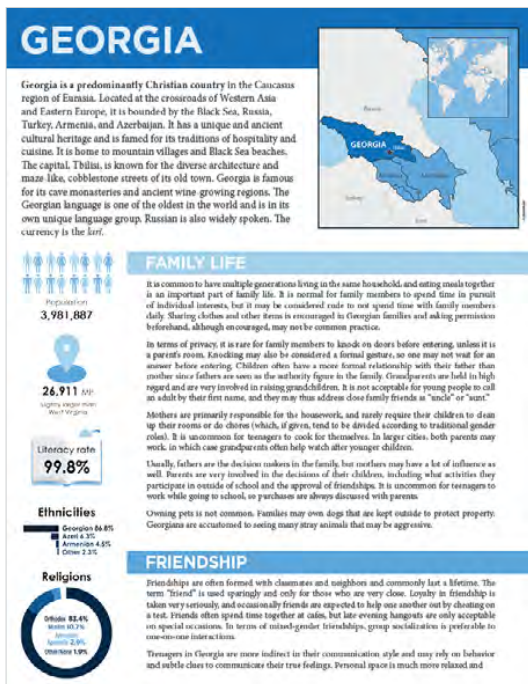 GEORGIA
Georgia is a predominantly Christian country in the Caucasus
region of Eurasia. Located at the crossroads of Western Asia
and Eastern Europe, it is bounded by the Black Sea, Russia,
Turkey, Armenia, and Azerbaijan. It has a unique and ancient
cultural heritage and is famed for its traditions of hospitality and
cuisine. It is home to mountain villages and Black Sea beaches.
The capital, Tbilisi, is known for the diverse architecture and
maze-like, cobblestone streets of its old town. Georgia is famous
for its cave monasteries and ancient wine-growing regions. The
Georgian language is one of the oldest in the world and is in its
own unique language group. Russian is also widely spoken. The
currency is the lari.
Russia
GEORGIA
Tbilisi
Armenia
Azerbaijan
Turkey
Iran
Population
3,981,887
26,911 MI²
Slightly larger than
West Virginia
Literacy rate
99.8%
Ethnicities
Georgian 86.8%
Azeri 6.3%
Armenian 4.5%
Other 2.3%
Religions
Orthodox 83.4%
Muslim 10.7%
Armenian
Apostolic 2.9%
Other/None 1.9%
FAMILY LIFE
It is common to have multiple generations living in the same household, and eating meals together
is an important part of family life. It is normal for family members to spend time in pursuit
of individual interests, but it may be considered rude to not spend time with family members
daily. Sharing clothes and other items is encouraged in Georgian families and asking permission
beforehand, although encouraged, may not be common practice.
In terms of privacy, it is rare for family members to knock on doors before entering, unless it is
a parent's room. Knocking may also be considered a formal gesture, so one may not wait for an
answer before entering. Children often have a more formal relationship with their father than
mother since fathers are seen as the authority figure in the family. Grandparents are held in high
regard and are very involved in raising grandchildren. It is not acceptable for young people to call
an adult by their first name, and they may thus address close family friends as "uncle" or "aunt."
Mothers are primarily responsible for the housework, and rarely require their children to clean
up their rooms or do chores (which, if given, tend to be divided according to traditional gender
roles). It is uncommon for teenagers to cook for themselves. In larger cities, both parents may
work, in which case grandparents often help watch after younger children.
Usually, fathers are the decision makers in the family, but mothers may have a lot of influence as
well. Parents are very involved in the decisions of their children, including what activities they
participate in outside of school and the approval of friendships. It is uncommon for teenagers to
work while going to school, so purchases are always discussed with parents.
Owning pets is not common. Families may own dogs that are kept outside to protect property.
Georgians are accustomed to seeing many stray animals that may be aggressive.
FRIENDSHIP
Friendships are often formed with classmates and neighbors and commonly last a lifetime. The
term "friend" is used sparingly and only for those who are very close. Loyalty in friendship is
taken very seriously, and occasionally friends are expected to help one another out by cheating on
a test. Friends often spend time together at cafes, but late evening hangouts are only acceptable
on special occasions. In terms of mixed-gender friendships, group socialization is preferable to
one-on-one interactions.
Teenagers in Georgia are more indirect in their communication style and may rely on behavior
and subtle clues to communicate their true feelings. Personal space is much more relaxed and